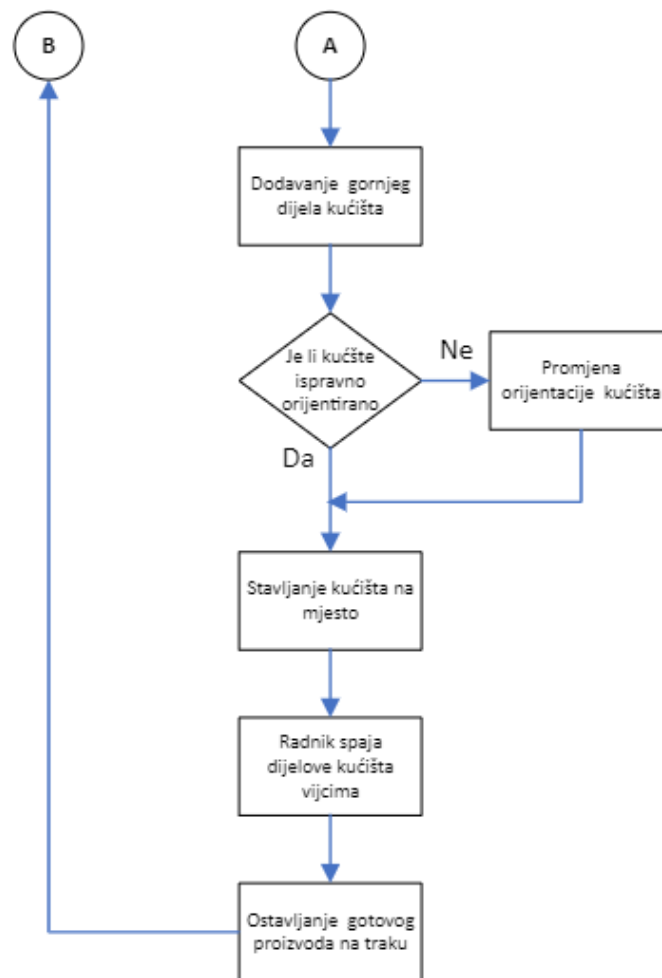 B
A
Dodavanje gornjeg
dijela kućišta
Je li kućšte
ispravno
orijentirano
Ne
Promjena
orijentacije kućišta
Da
Stavljanje kućišta na
mjesto
Radnik spaja
dijelove kućišta
vijcima
Ostavljanje gotovog
proizvoda na traku